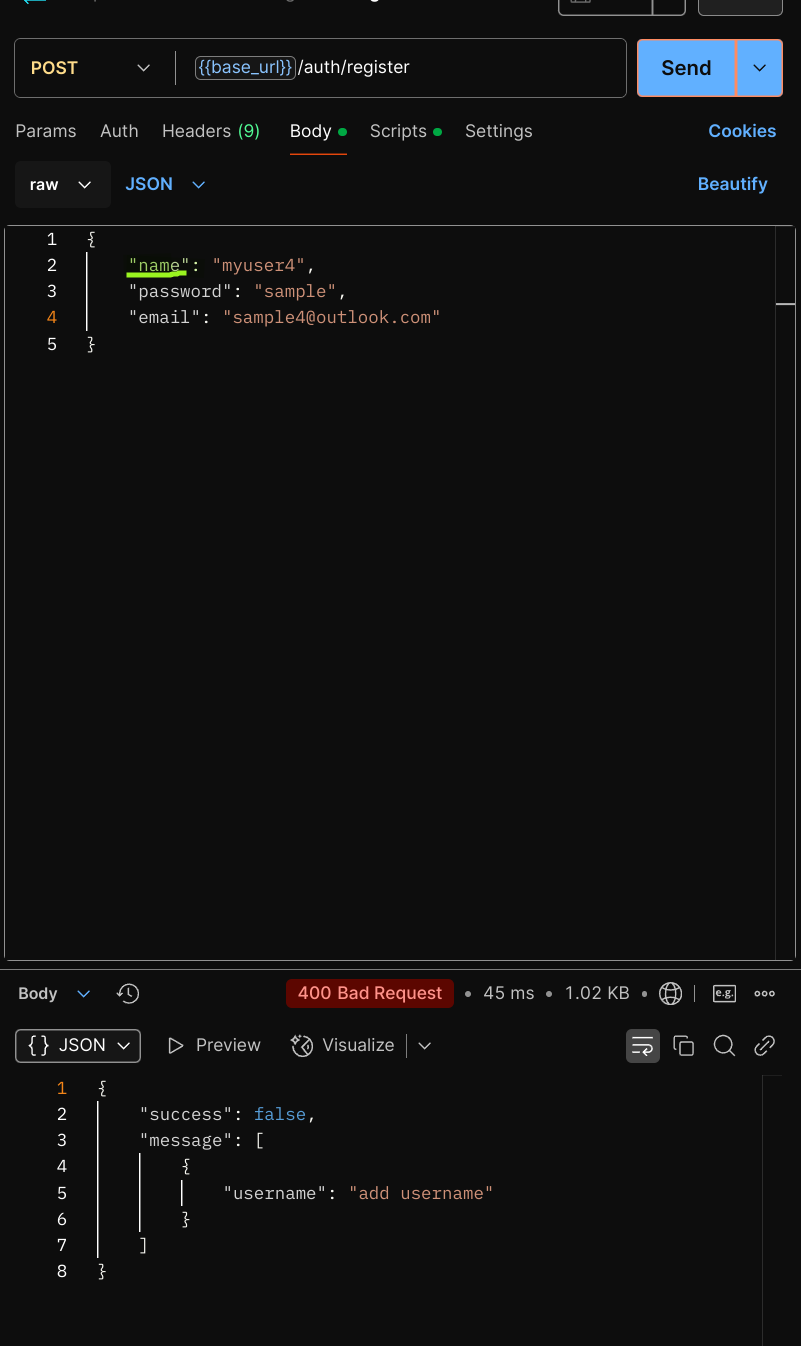 POST {{base_url}}/auth/register Send
Params Auth Headers (9) Body Scripts Settings Cookies
raw JSON Beautify
1 {
2 "name": "myuser4",
3 "password": "sample",
4 "email": "sample4@outlook.com"
5 }
Body 400 Bad Request • 45 ms • 1.02 KB • e.g.
{} JSON Preview Visualize
1 {
2 "success": false,
3 "message": [
4 {
5 "username": "add username"
6 }
7 ]
8 }